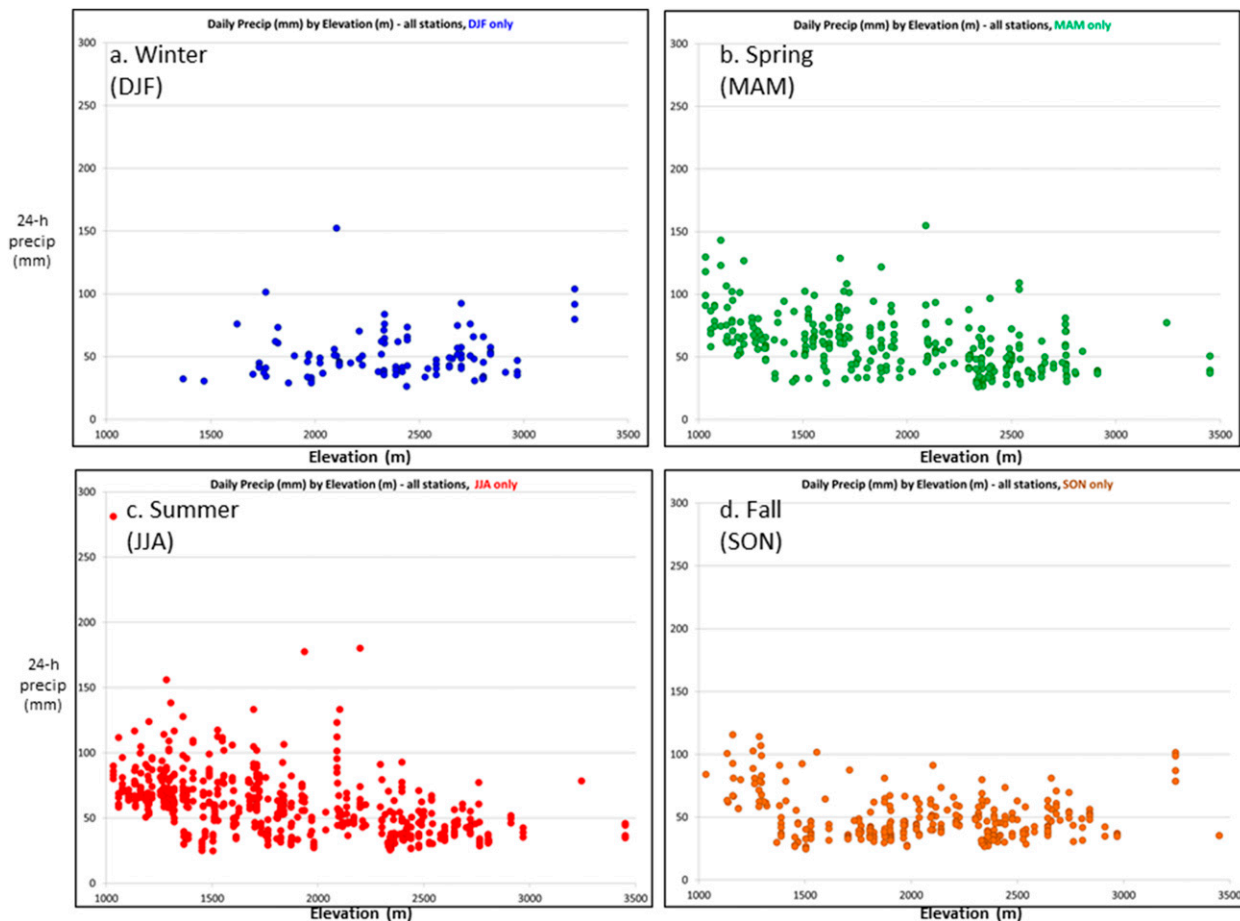 Daily Precip (mm) by Elevation (m) - all stations, DJF only
300
a. Winter
(DJF)
250
200
24-h
precip
(mm)
150
100
50
0
1000 1500 2000 2500 3000 3500
Elevation (m)
Daily Precip (mm) by Elevation (m) - all stations, MAM only
300
b. Spring
(MAM)
250
200
150
100
50
0
1000 1500 2000 2500 3000 3500
Elevation (m)
Daily Precip (mm) by Elevation (m) - all stations, JJA only
300
c. Summer
(JJA)
250
200
24-h
precip
(mm)
150
100
50
0
1000 1500 2000 2500 3000 3500
Elevation (m)
Daily Precip (mm) by Elevation (m) - all stations, SON only
300
d. Fall
(SON)
250
200
150
100
50
0
1000 1500 2000 2500 3000 3500
Elevation (m)